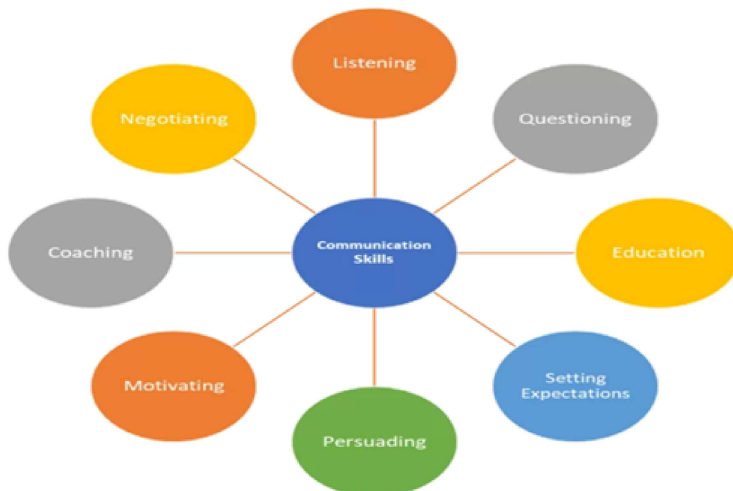 Listening
Negotiating
Questioning
Coaching
Communication
Skills
Education
Motivating
Setting
Expectations
Persuading